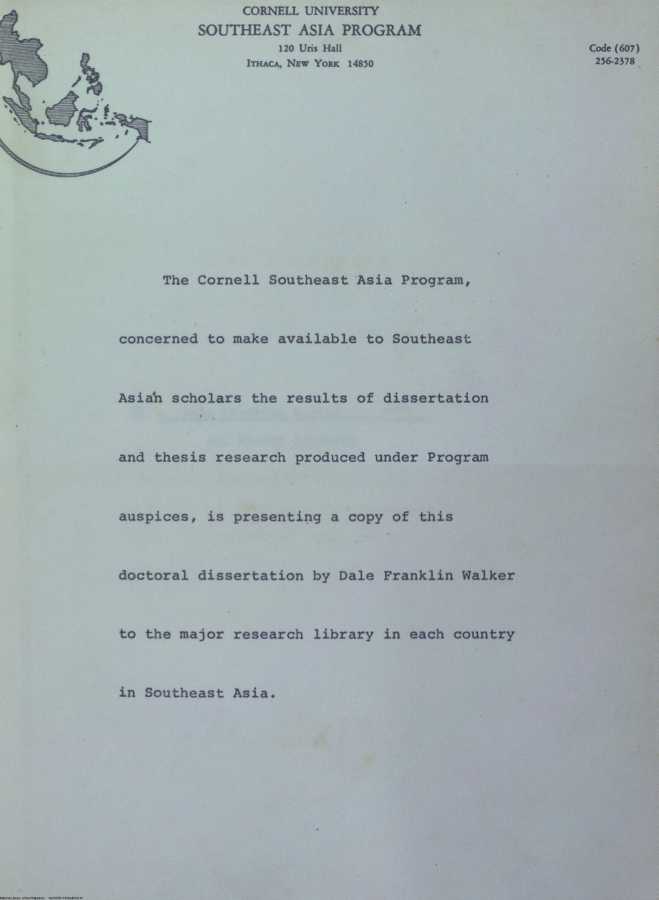 CORNELL UNIVERSITY
SOUTHEAST ASIA PROGRAM
120 Uris Hall
ITHACA, NEW YORK 14850
Code (607)
256-2378
The Cornell Southeast Asia Program,
concerned to make available to Southeast
Asian scholars the results of dissertation
and thesis research produced under Program
auspices, is presenting a copy of this
doctoral dissertation by Dale Franklin Walker
to the major research library in each country
in Southeast Asia.